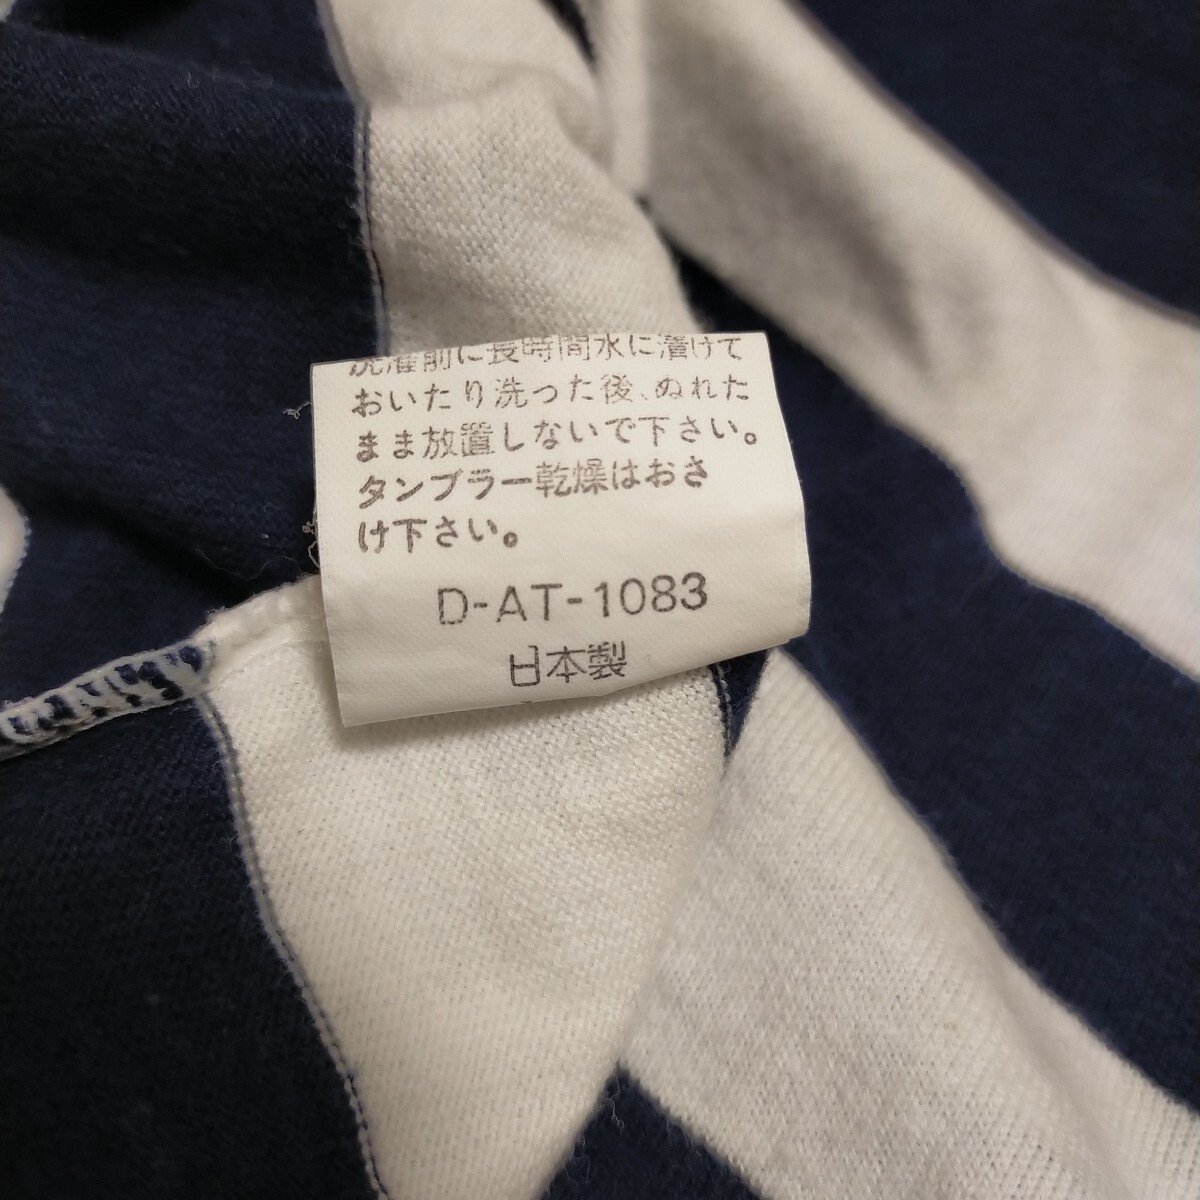 洗濯前に長時間水に漬けて
おいたり洗った後、ぬれた
まま放置しないで下さい。
タンブラー乾燥はおさ
け下さい。
D-AT-1083
日本製